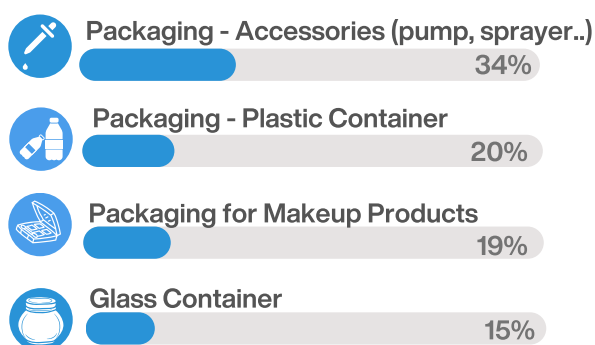 Packaging - Accessories (pump, sprayer..)
34%
Packaging - Plastic Container
20%
Packaging for Makeup Products
19%
Glass Container
15%